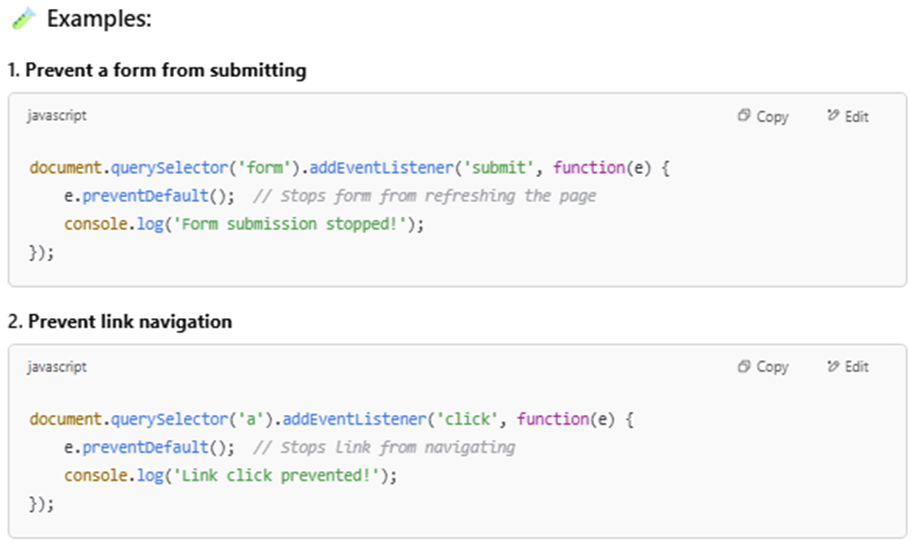 Examples:
1. Prevent a form from submitting
javascript
Copy
Edit
document.querySelector('form').addEventListener('submit', function(e) {
    e.preventDefault();  // Stops form from refreshing the page
    console.log('Form submission stopped!');
});
2. Prevent link navigation
javascript
Copy
Edit
document.querySelector('a').addEventListener('click', function(e) {
    e.preventDefault();  // Stops link from navigating
    console.log('Link click prevented!');
});